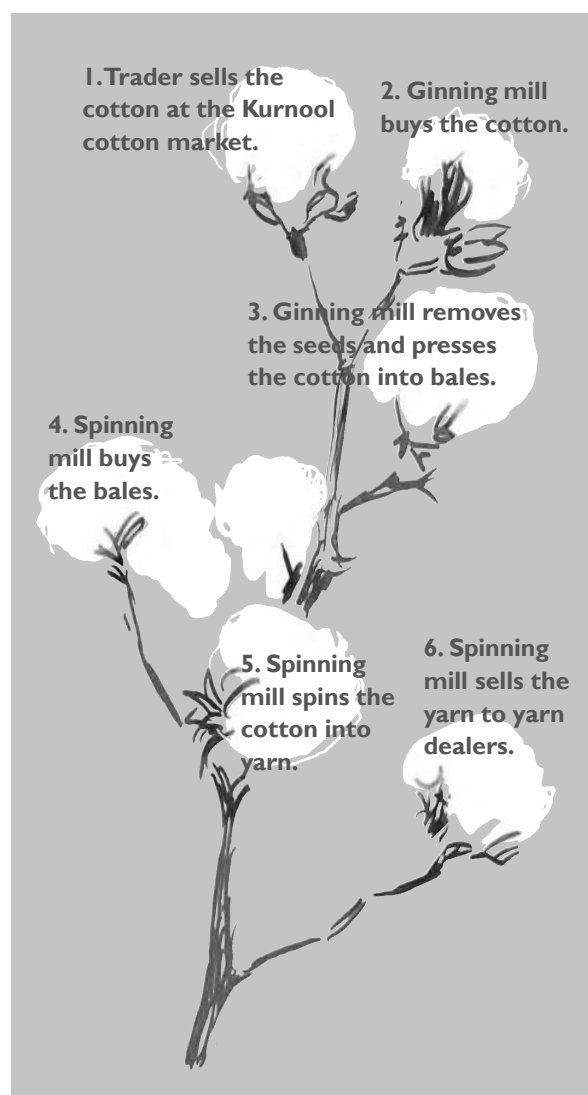 1. Trader sells the
cotton at the Kurnool
cotton market.
2. Ginning mill
buys the cotton.
3. Ginning mill removes
the seeds and presses
the cotton into bales.
4. Spinning
mill buys
the bales.
5. Spinning
mill spins the
cotton into
yarn.
6. Spinning
mill sells the
yarn to yarn
dealers.